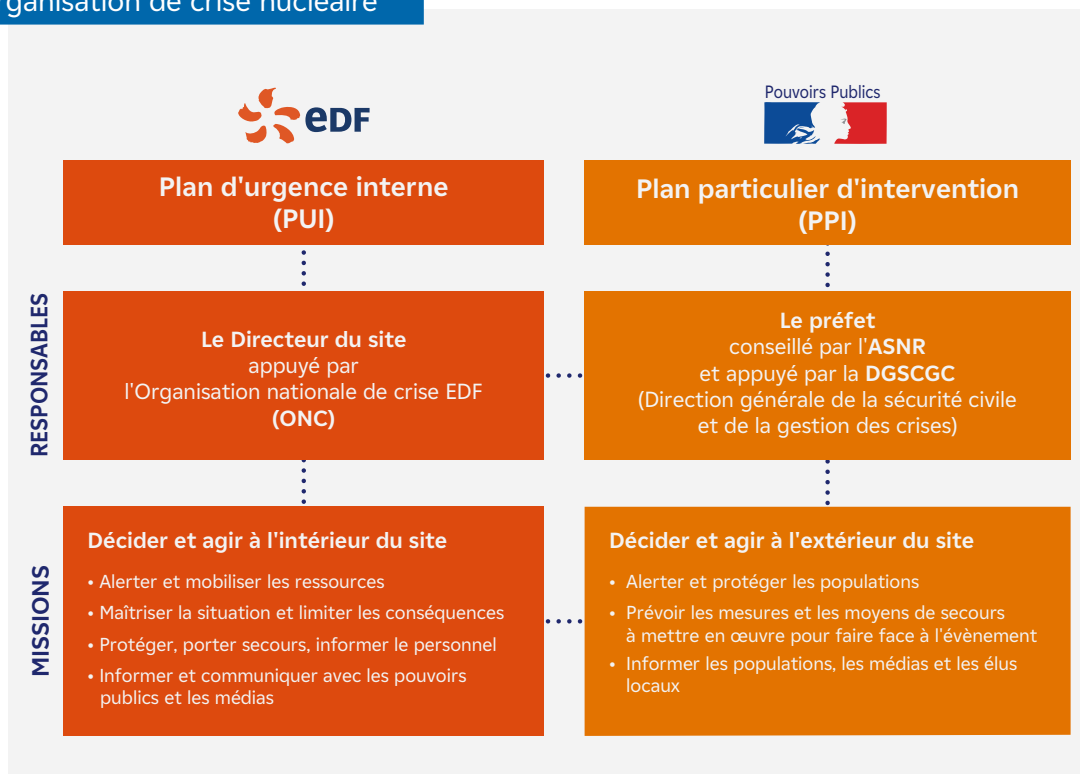 rganisation de crise nucléaire
eDF
Pouvoirs Publics
Plan d'urgence interne
(PUI)
Plan particulier d'intervention
(PPI)
RESPONSABLES
Le Directeur du site
appuyé par
l'Organisation nationale de crise EDF
(ONC)
Le préfet
conseillé par l'ASNR
et appuyé par la DGSCGC
(Direction générale de la sécurité civile
et de la gestion des crises)
MISSIONS
Décider et agir à l'intérieur du site
• Alerter et mobiliser les ressources
• Maîtriser la situation et limiter les conséquences
• Protéger, porter secours, informer le personnel
• Informer et communiquer avec les pouvoirs
publics et les médias
Décider et agir à l'extérieur du site
• Alerter et protéger les populations
• Prévoir les mesures et les moyens de secours
à mettre en œuvre pour faire face à l'évènement
• Informer les populations, les médias et les élus
locaux